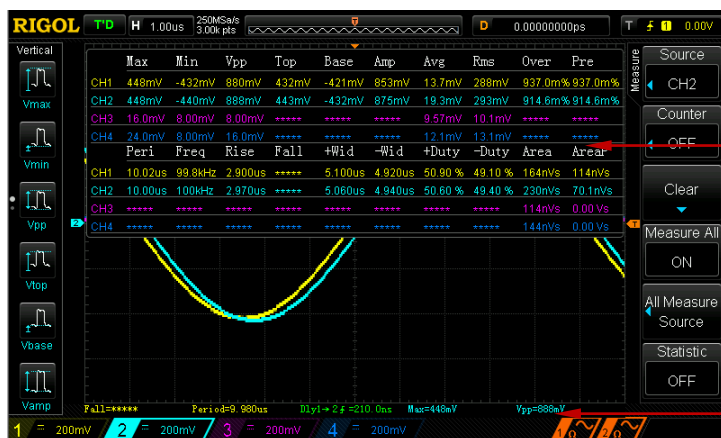 RIGOL T'D H 1.00us 250MSa/s 3.00k pts D 0.00000000ps T 1 0.00V
Vertical
Vmax
Vmin
Vpp
Vtop
Vbase
Vamp
Max Min Vpp Top Base Amp Avg Rms Over Pre
CH1 448mV -432mV 880mV 432mV -421mV 853mV 13.7mV 288mV 937.0m% 937.0m%
CH2 448mV -440mV 888mV 443mV -432mV 875mV 19.3mV 293mV 914.6m% 914.6m%
CH3 16.0mV 8.00mV 8.00mV ***** ***** ***** 9.57mV 10.1mV ***** *****
CH4 24.0mV 8.00mV 16.0mV ***** ***** ***** 12.1mV 13.1mV ***** *****
Peri Freq Rise Fall +Wid -Wid +Duty -Duty Area Area
CH1 10.02us 99.8kHz 2.900us ***** 5.100us 4.920us 50.90 % 49.10 % 164nVs 114nVs
CH2 10.00us 100kHz 2.970us ***** 5.060us 4.940us 50.60 % 49.40 % 230nVs 70.1nVs
CH3 ***** ***** ***** ***** ***** ***** ***** ***** 114nVs 0.00 Vs
CH4 ***** ***** ***** ***** ***** ***** ***** ***** 144nVs 0.00 Vs
2
T
Measure
Source
CH2
Counter
OFF
Clear
Measure All
ON
All Measure
Source
Statistic
OFF
Fall=***** Period=9.980us Dly1→2=210.0ns Max=448mV Vpp=888mV
1 = 200mV 2 = 200mV 3 = 200mV 4 = 200mV 1 2